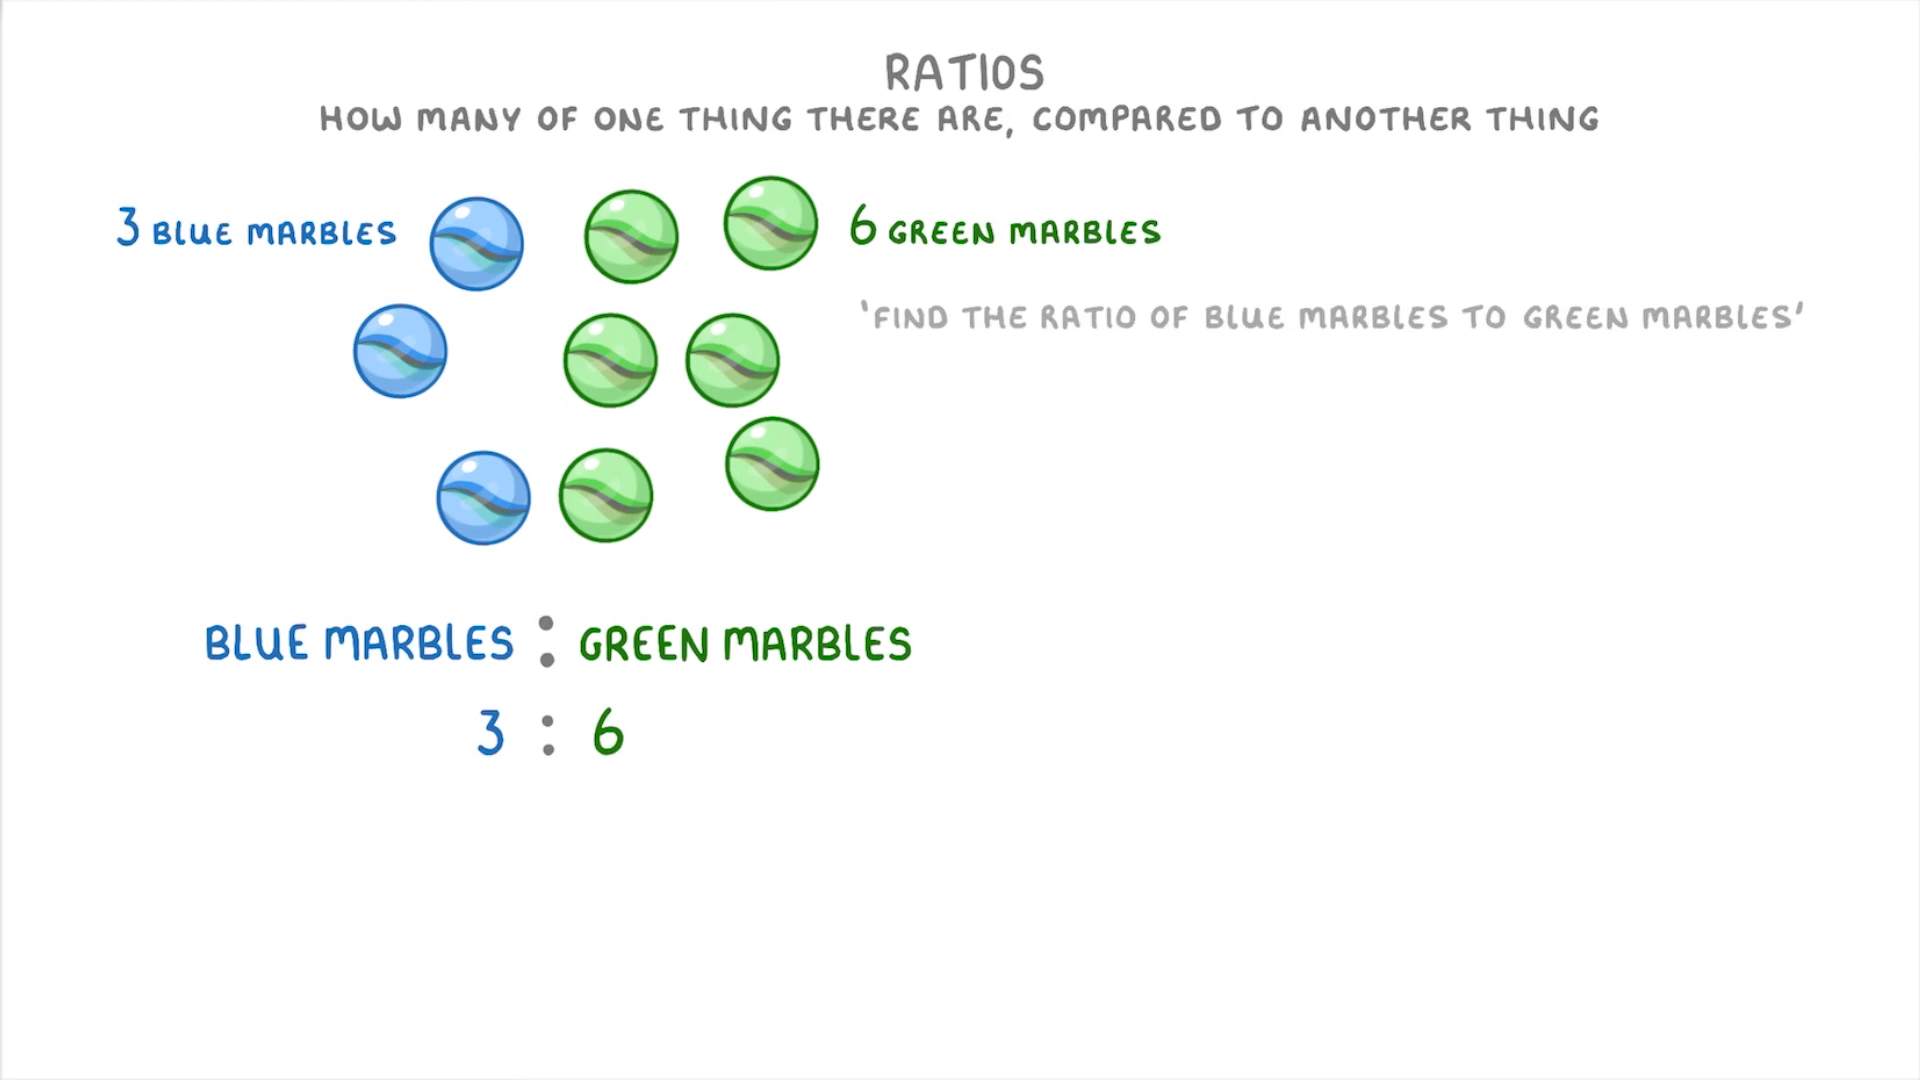 RATIOS
HOW MANY OF ONE THING THERE ARE, COMPARED TO ANOTHER THING
3 BLUE MARBLES
6 GREEN MARBLES
'FIND THE RATIO OF BLUE MARBLES TO GREEN MARBLES'
BLUE MARBLES : GREEN MARBLES
3 : 6